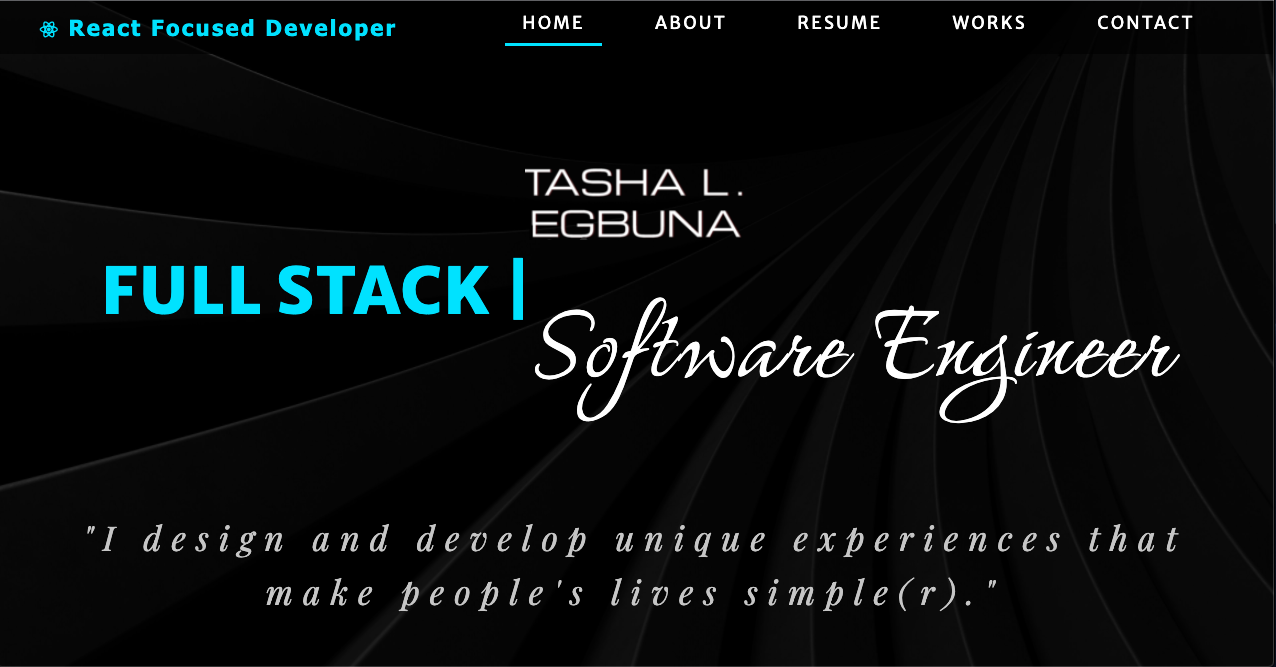 React Focused Developer
HOME ABOUT RESUME WORKS CONTACT
TASHA L.
EGBUNA
FULL STACK |
Software Engineer
"I design and develop unique experiences that
make people's lives simple(r)."